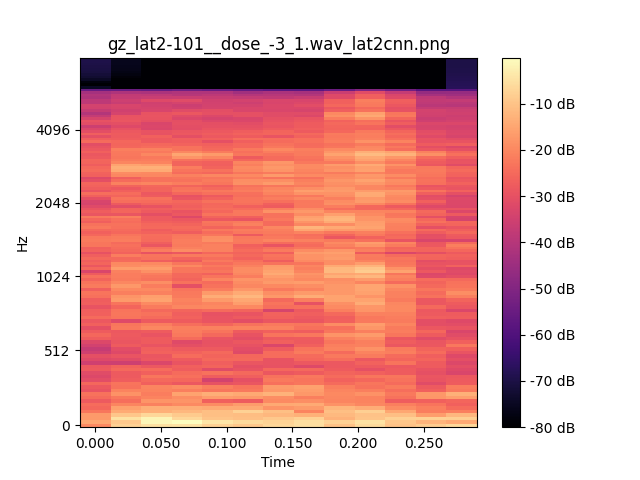 gz_lat2-101__dose_-3_1.wav_lat2cnn.png
4096
2048
1024
512
0
Hz
0.000 0.050 0.100 0.150 0.200 0.250
Time
-10 dB
-20 dB
-30 dB
-40 dB
-50 dB
-60 dB
-70 dB
-80 dB